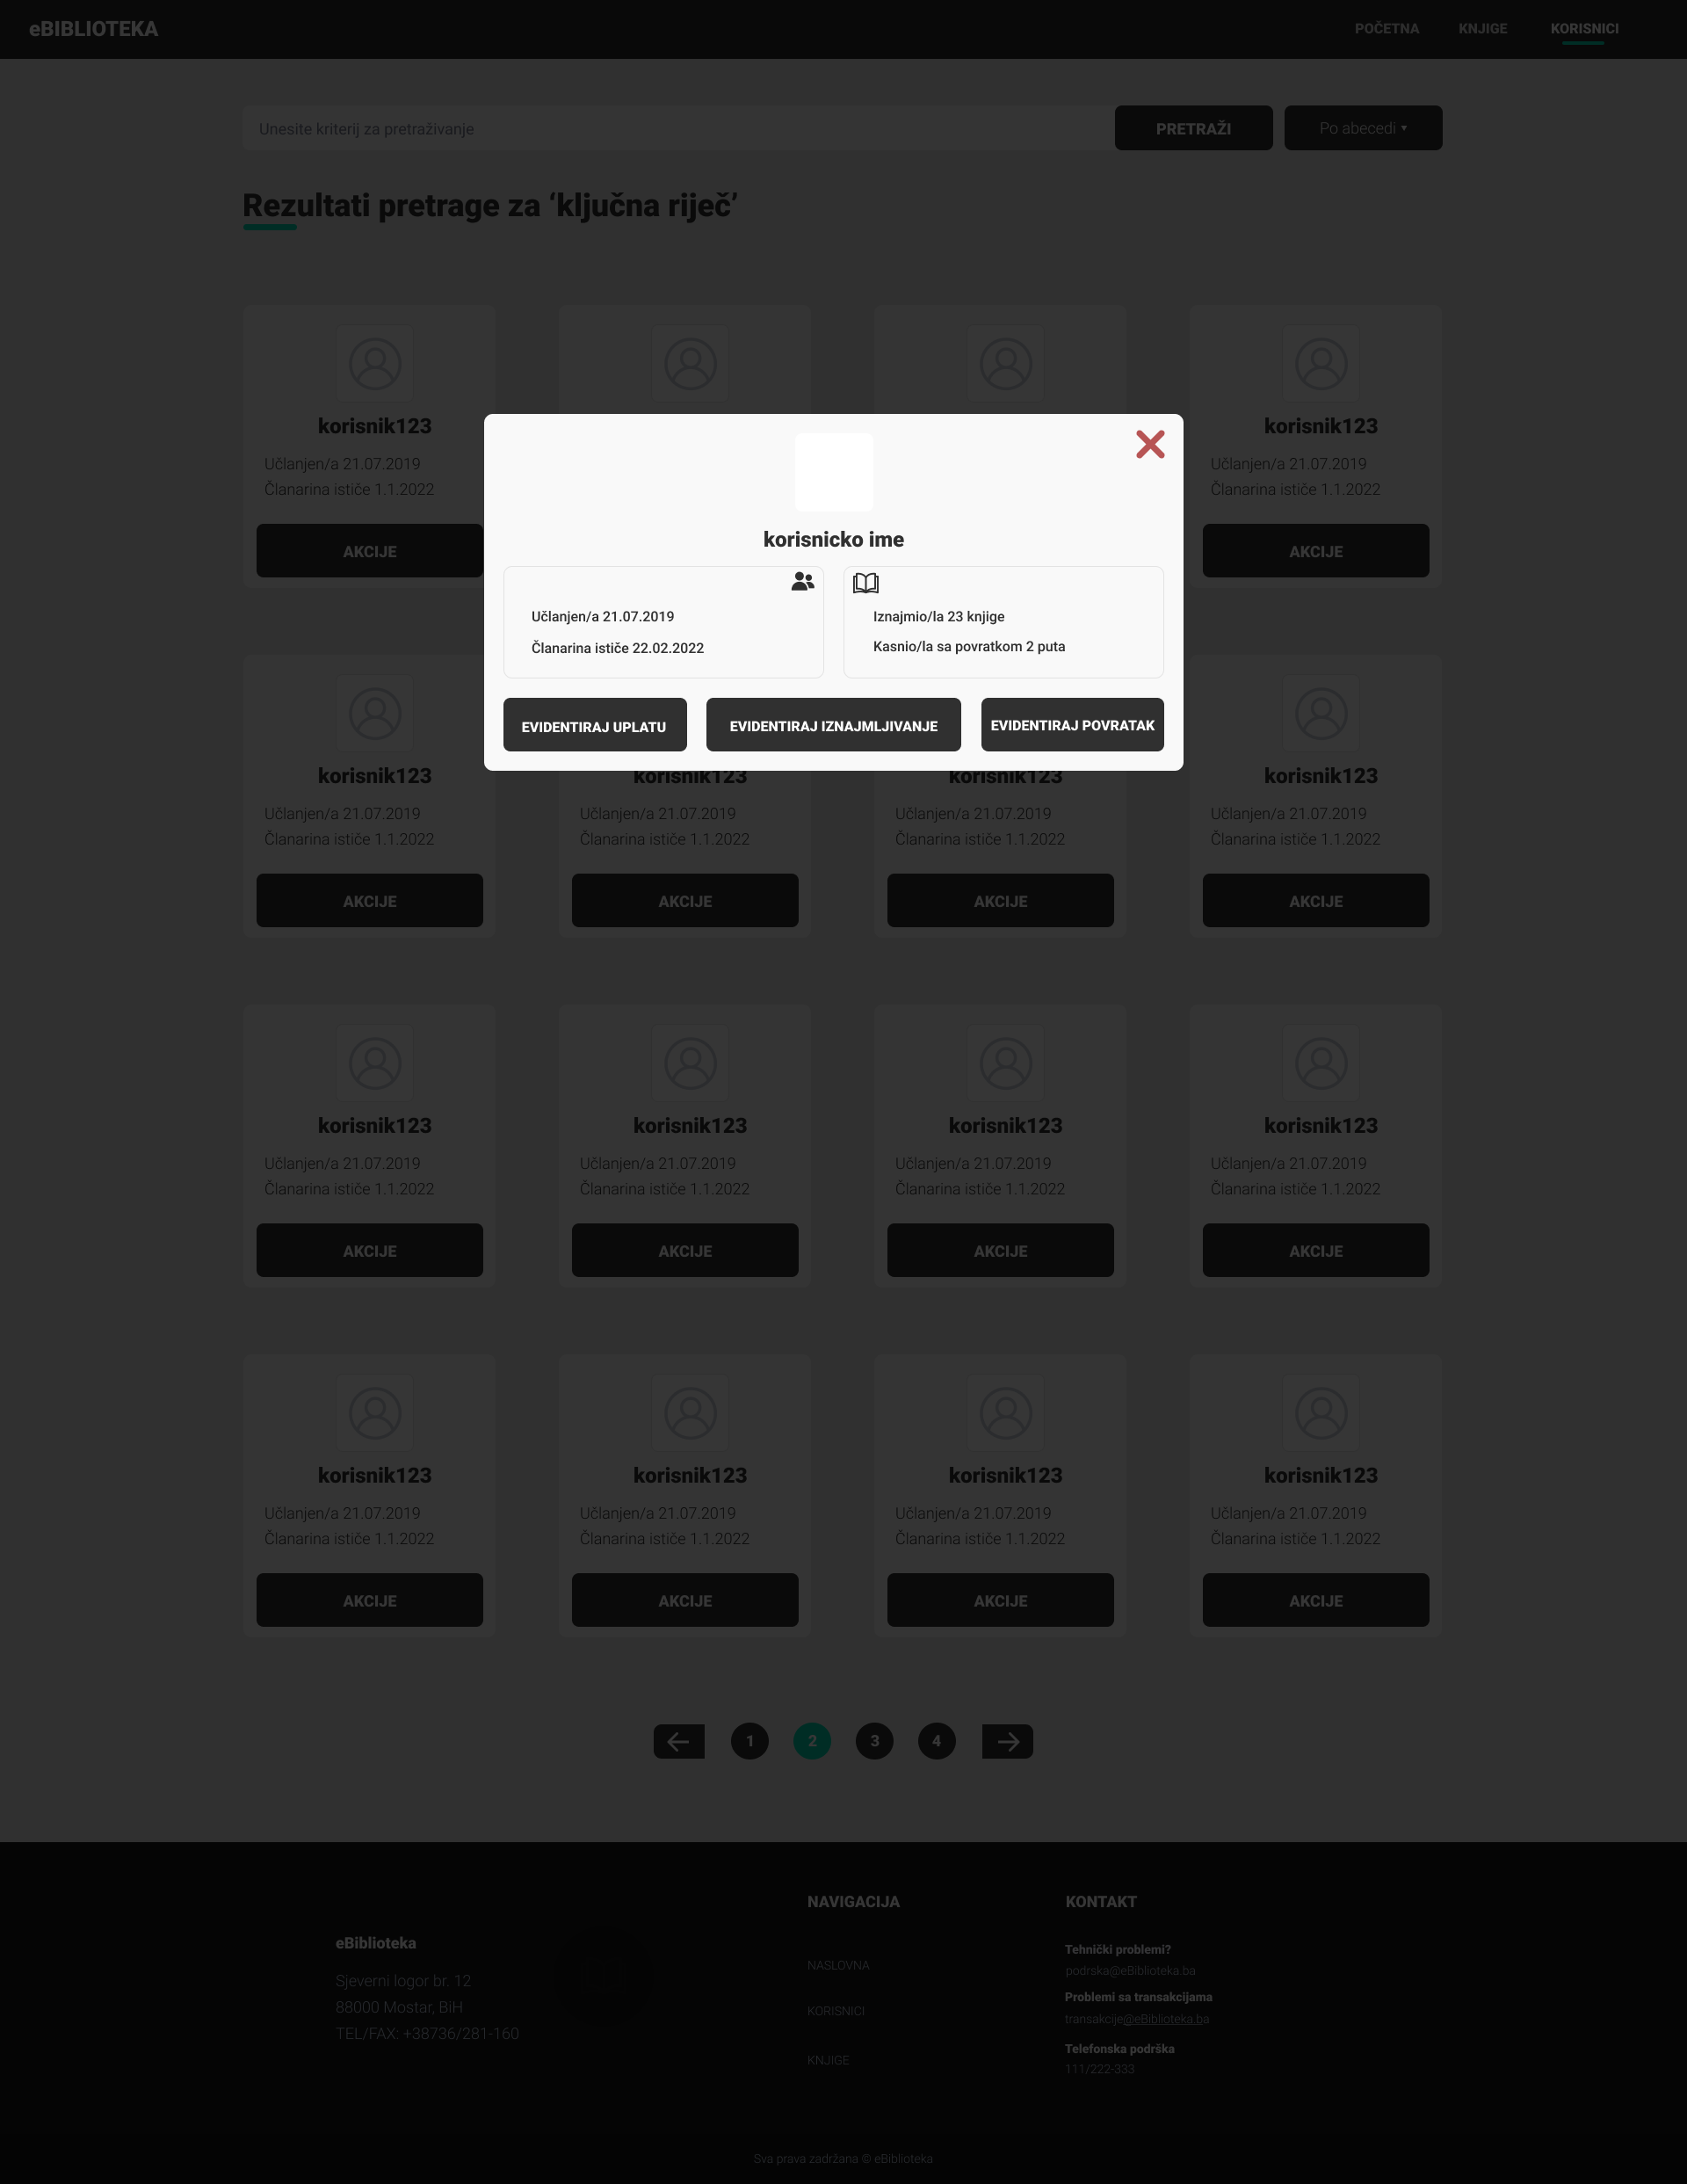 eBIBLIOTEKA
POČETNA
KNJIGE
KORISNICI
Unesite kriterij za pretraživanje
PRETRAŽI
Po abecedi
Rezultati pretrage za ‘ključna riječ’
korisnik123
Učlanjen/a 21.07.2019
Članarina ističe 1.1.2022
AKCIJE
korisnik123
Učlanjen/a 21.07.2019
Članarina ističe 1.1.2022
AKCIJE
korisnicko ime
Učlanjen/a 21.07.2019
Članarina ističe 22.02.2022
Iznajmio/la 23 knjige
Kasnio/la sa povratkom 2 puta
EVIDENTIRAJ UPLATU
EVIDENTIRAJ IZNAJMLJIVANJE
EVIDENTIRAJ POVRATAK
korisnik123
korisnik123
korisnik123
korisnik123
Učlanjen/a 21.07.2019
Učlanjen/a 21.07.2019
Učlanjen/a 21.07.2019
Učlanjen/a 21.07.2019
Članarina ističe 1.1.2022
Članarina ističe 1.1.2022
Članarina ističe 1.1.2022
Članarina ističe 1.1.2022
AKCIJE
AKCIJE
AKCIJE
AKCIJE
korisnik123
korisnik123
korisnik123
korisnik123
Učlanjen/a 21.07.2019
Učlanjen/a 21.07.2019
Učlanjen/a 21.07.2019
Učlanjen/a 21.07.2019
Članarina ističe 1.1.2022
Članarina ističe 1.1.2022
Članarina ističe 1.1.2022
Članarina ističe 1.1.2022
AKCIJE
AKCIJE
AKCIJE
AKCIJE
korisnik123
korisnik123
korisnik123
korisnik123
Učlanjen/a 21.07.2019
Učlanjen/a 21.07.2019
Učlanjen/a 21.07.2019
Učlanjen/a 21.07.2019
Članarina ističe 1.1.2022
Članarina ističe 1.1.2022
Članarina ističe 1.1.2022
Članarina ističe 1.1.2022
AKCIJE
AKCIJE
AKCIJE
AKCIJE
1
2
3
4
eBiblioteka
Sjeverni logor br. 12
88000 Mostar, BiH
TEL/FAX: +38736/281-160
NAVIGACIJA
NASLOVNA
KORISNICI
KNJIGE
KONTAKT
Tehnički problemi?
podrska@eBiblioteka.ba
Problemi sa transakcijama
transakcije@eBiblioteka.ba
Telefonska podrška
111/222-333
Sva prava zadržana © eBiblioteka